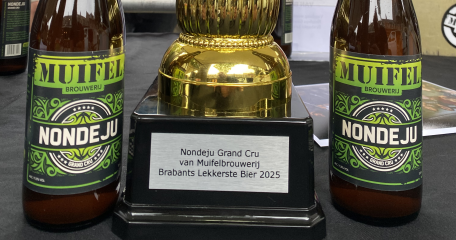 MUIFEL
BROUWERIJ
NONDEJU
GRAND CRU
Nondeju Grand Cru
van Muifelbrouwerij
Brabants Lekkerste Bier 2025
MUIFEL
BROUWERIJ
NONDEJU
GRAND CRU